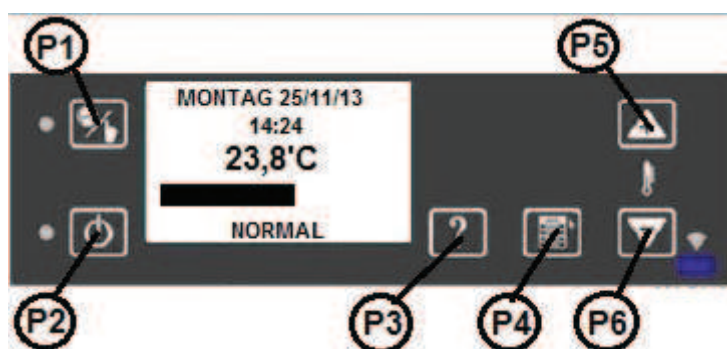 P1
P5
MONTAG 25/11/13
14:24
23,8'C
NORMAL
?
P2
P3
P4
P6